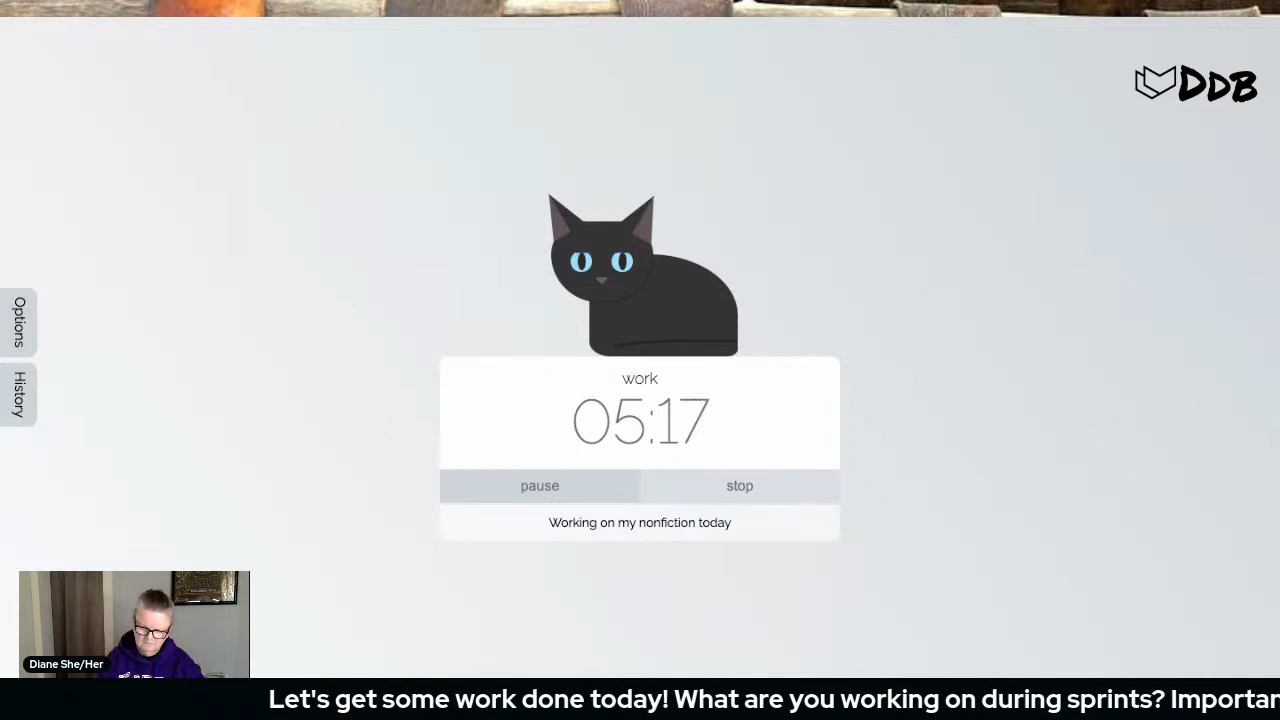 DDB
Options
History
work
05:17
pause
stop
Working on my nonfiction today
Diane She/Her
Let's get some work done today! What are you working on during sprints? Importan